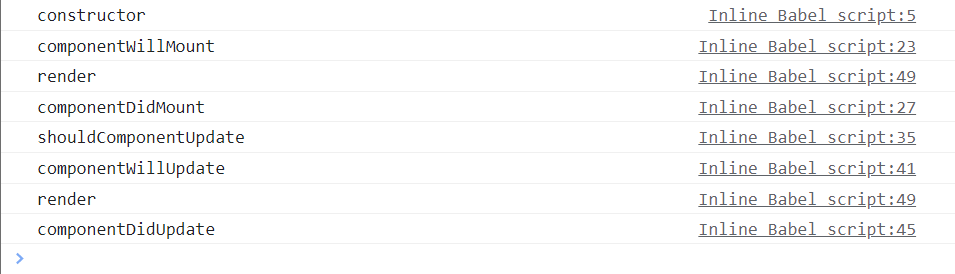 constructor Inline Babel script:5
componentWillMount Inline Babel script:23
render Inline Babel script:49
componentDidMount Inline Babel script:27
shouldComponentUpdate Inline Babel script:35
componentWillUpdate Inline Babel script:41
render Inline Babel script:49
componentDidUpdate Inline Babel script:45